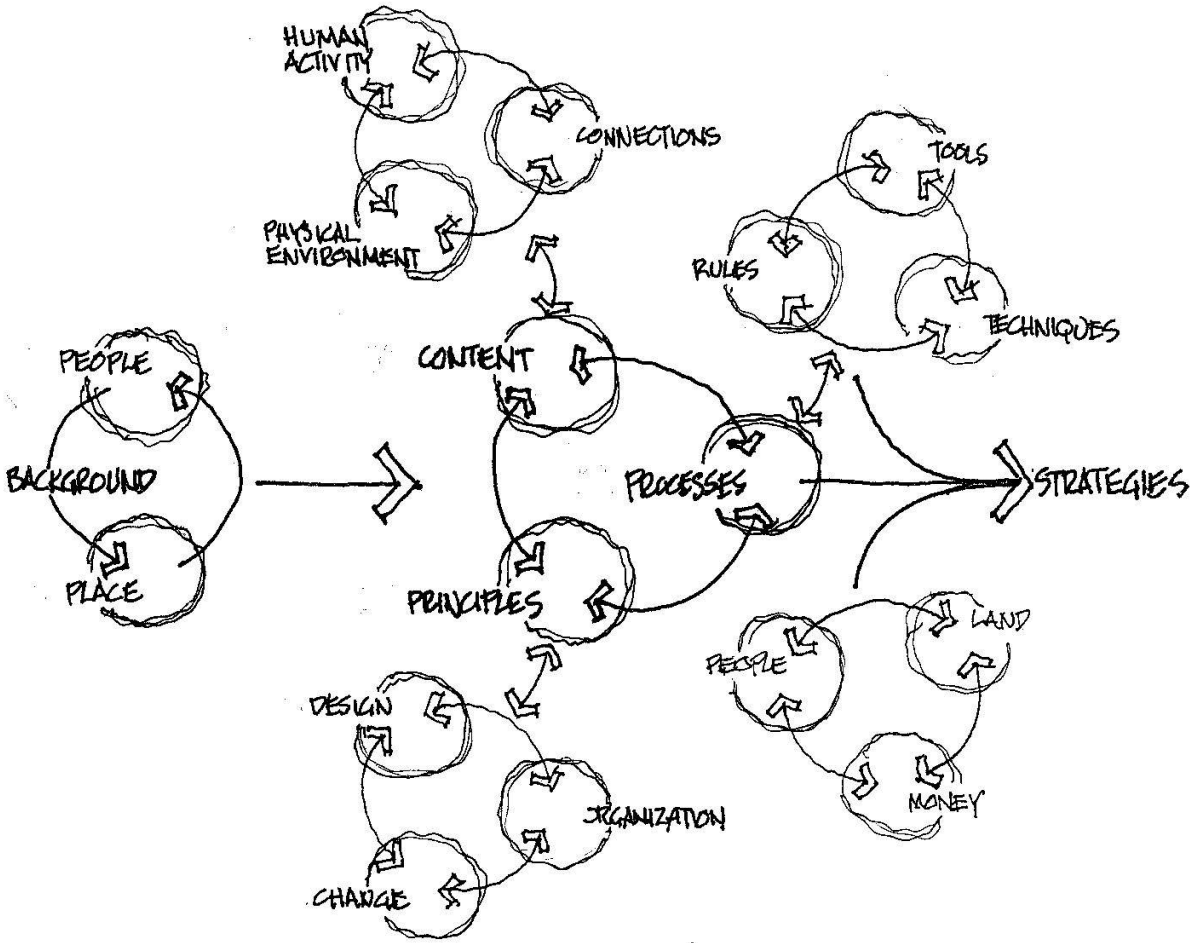 HUMAN
ACTIVITY
CONNECTIONS
PHYSICAL
ENVIRONMENT
TOOLS
RULES
TECHNIQUES
PEOPLE
BACKGROUND
PLACE
CONTENT
PROCESSES
PRINCIPLES
STRATEGIES
DESIGN
ORGANIZATION
CHANGE
PEOPLE
LAND
MONEY